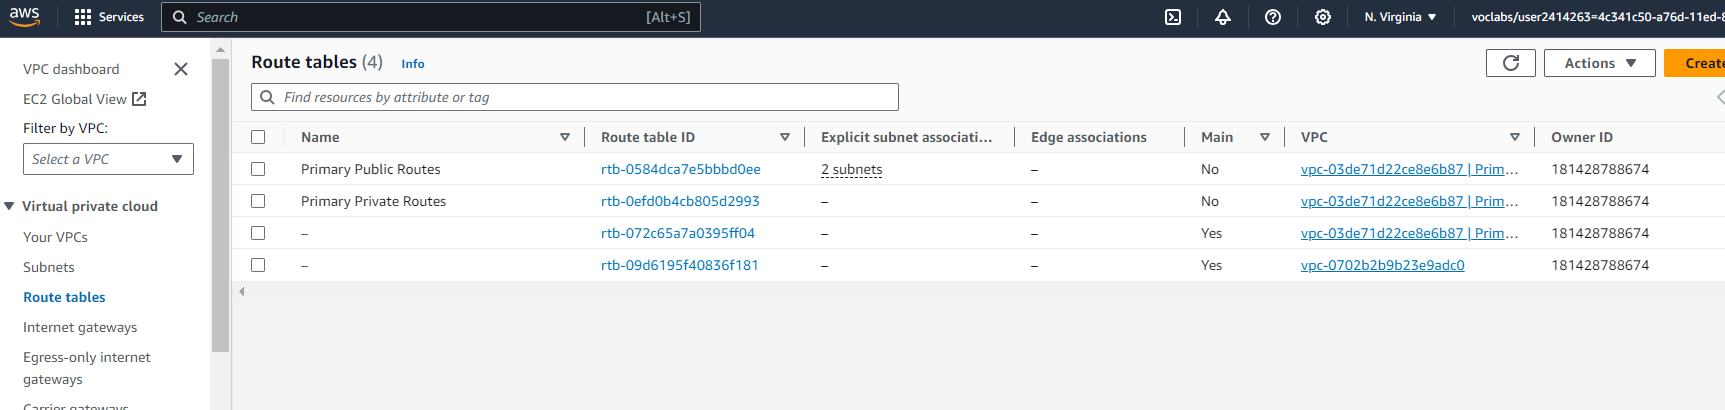 aws Services Search [Alt+S] N. Virginia voclabs/user2414263=4c341c50-a76d-11ed-8
VPC dashboard
EC2 Global View
Filter by VPC:
Select a VPC
Virtual private cloud
Your VPCs
Subnets
Route tables
Internet gateways
Egress-only internet
gateways
Carrier gateways
Route tables (4) Info
Actions Create
Find resources by attribute or tag
Name Route table ID Explicit subnet associati... Edge associations Main VPC Owner ID
Primary Public Routes rtb-0584dca7e5bbbd0ee 2 subnets – No vpc-03de71d22ce8e6b87 | Prim... 181428788674
Primary Private Routes rtb-0efd0b4cb805d2993 – – No vpc-03de71d22ce8e6b87 | Prim... 181428788674
– rtb-072c65a7a0395ff04 – – Yes vpc-03de71d22ce8e6b87 | Prim... 181428788674
– rtb-09d6195f40836f181 – – Yes vpc-0702b2b9b23e9adc0 181428788674